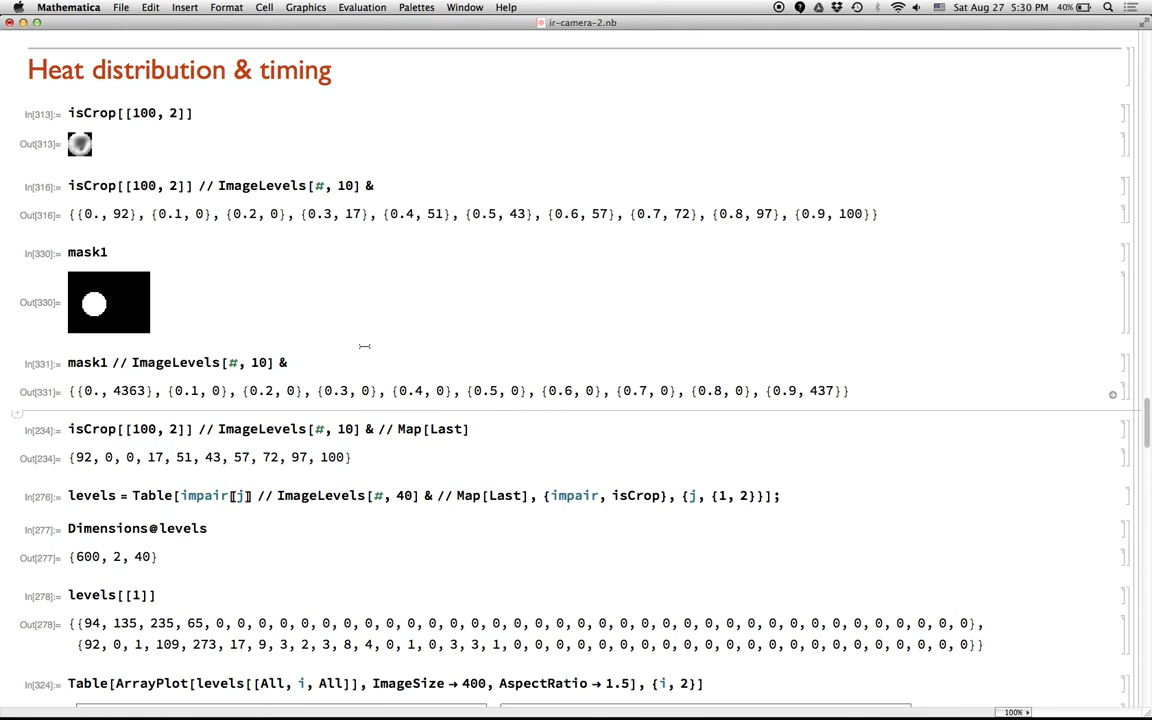 Mathematica File Edit Insert Format Cell Graphics Evaluation Palettes Window Help Sat Aug 27 5:30 PM 40%
ir-camera-2.nb
Heat distribution & timing
In[313]:= isCrop[[100, 2]]
Out[313]=
In[316]:= isCrop[[100, 2]] // ImageLevels[#, 10] &
Out[316]= {{0., 92}, {0.1, 0}, {0.2, 0}, {0.3, 17}, {0.4, 51}, {0.5, 43}, {0.6, 57}, {0.7, 72}, {0.8, 97}, {0.9, 100}}
In[330]:= mask1
Out[330]=
In[331]:= mask1 // ImageLevels[#, 10] &
Out[331]= {{0., 4363}, {0.1, 0}, {0.2, 0}, {0.3, 0}, {0.4, 0}, {0.5, 0}, {0.6, 0}, {0.7, 0}, {0.8, 0}, {0.9, 437}}
In[234]:= isCrop[[100, 2]] // ImageLevels[#, 10] & // Map[Last]
Out[234]= {92, 0, 0, 17, 51, 43, 57, 72, 97, 100}
In[276]:= levels = Table[impair[[j]] // ImageLevels[#, 40] & // Map[Last], {impair, isCrop}, {j, {1, 2}}];
In[277]:= Dimensions@levels
Out[277]= {600, 2, 40}
In[278]:= levels[[1]]
Out[278]= {{94, 135, 235, 65, 0, 0, 0, 0, 0, 0, 0, 0, 0, 0, 0, 0, 0, 0, 0, 0, 0, 0, 0, 0, 0, 0, 0, 0, 0, 0, 0, 0, 0, 0, 0, 0, 0, 0, 0, 0},
{92, 0, 1, 109, 273, 17, 9, 3, 2, 3, 8, 4, 0, 1, 0, 3, 3, 1, 0, 0, 0, 0, 0, 0, 0, 0, 0, 0, 0, 0, 0, 0, 0, 0, 0, 0, 0, 0, 0, 0}}
In[324]:= Table[ArrayPlot[levels[[All, i, All]], ImageSize → 400, AspectRatio → 1.5], {i, 2}]
100%